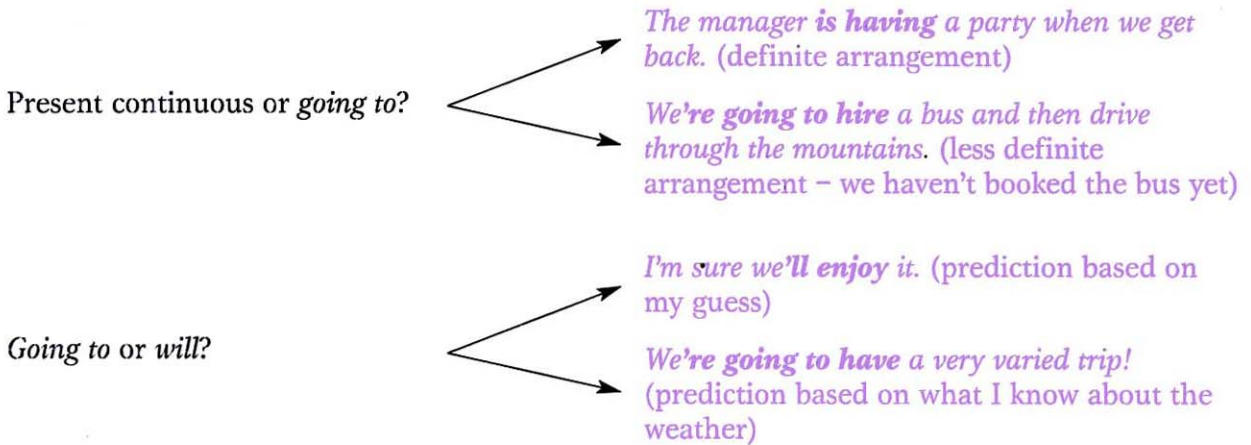 Present continuous or going to?
The manager is having a party when we get
back. (definite arrangement)
We're going to hire a bus and then drive
through the mountains. (less definite
arrangement – we haven't booked the bus yet)
Going to or will?
I'm sure we'll enjoy it. (prediction based on
my guess)
We're going to have a very varied trip!
(prediction based on what I know about the
weather)